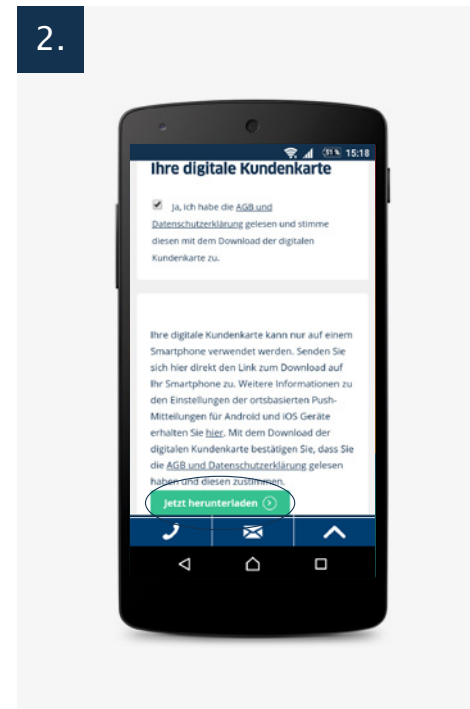 2.
51% 15:18
Ihre digitale Kundenkarte
Ja, ich habe die AGB und
Datenschutzerklärung gelesen und stimme
diesen mit dem Download der digitalen
Kundenkarte zu.
Ihre digitale Kundenkarte kann nur auf einem
Smartphone verwendet werden. Senden Sie
sich hier direkt den Link zum Download auf
Ihr Smartphone zu. Weitere Informationen zu
den Einstellungen der ortsbasierten Push-
Mitteilungen für Android und iOS Geräte
erhalten Sie hier. Mit dem Download der
digitalen Kundenkarte bestätigen Sie, dass Sie
die AGB und Datenschutzerklärung gelesen
haben und diesen zustimmen.
Jetzt herunterladen